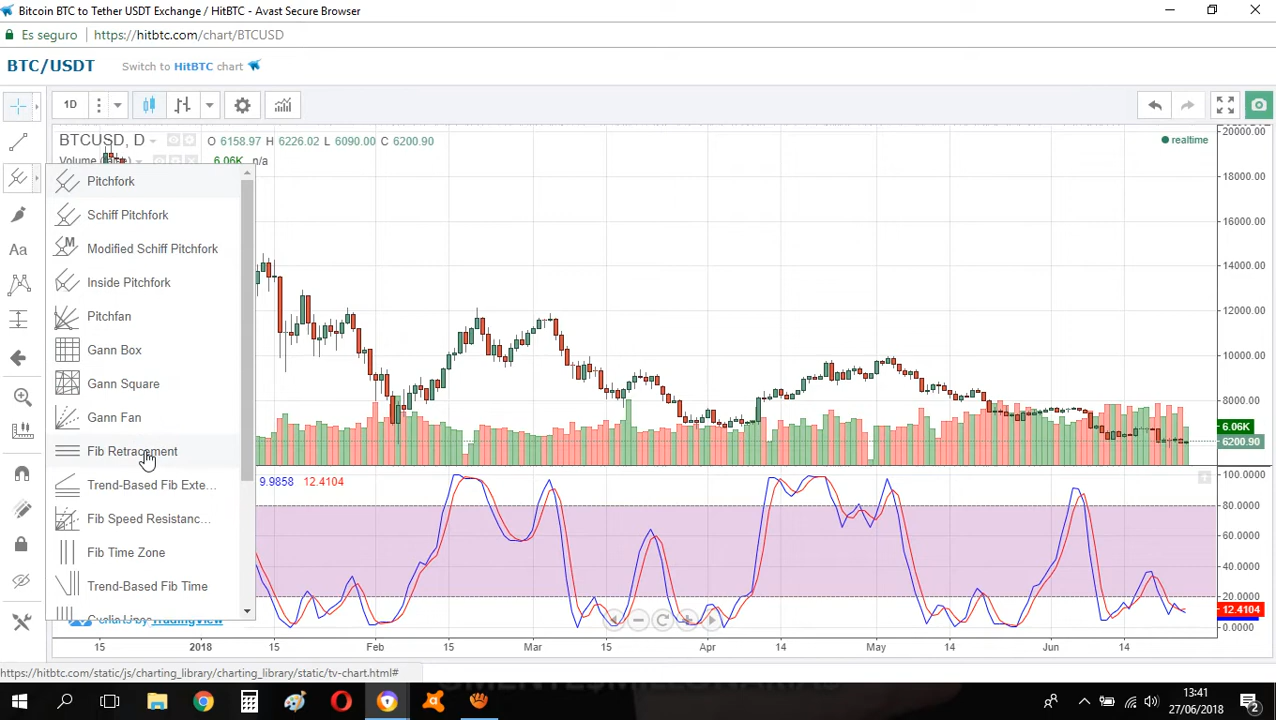 Bitcoin BTC to Tether USDT Exchange / HitBTC - Avast Secure Browser
Es seguro https://hitbtc.com/chart/BTCUSD
BTC/USDT Switch to HitBTC chart
1D
BTCUSD, D O 6158.97 H 6226.02 L 6090.00 C 6200.90
realtime
6.06K n/a
Pitchfork
Schiff Pitchfork
Modified Schiff Pitchfork
Inside Pitchfork
Pitchfan
Gann Box
Gann Square
Gann Fan
Fib Retracement
Trend-Based Fib Exte...
Fib Speed Resistanc...
Fib Time Zone
Trend-Based Fib Time
Aa
M
20000.00
18000.00
16000.00
14000.00
12000.00
10000.00
8000.00
6.06K
6200.90
9.9858 12.4104
100.0000
80.0000
60.0000
40.0000
20.0000
12.4104
0.0000
TradingView
15 2018 15 Feb 15 Mar 15 Apr 14 May 14 Jun 14
https://hitbtc.com/static/js/charting_library/charting_library/static/tv-chart.html#
13:41
27/06/2018
2